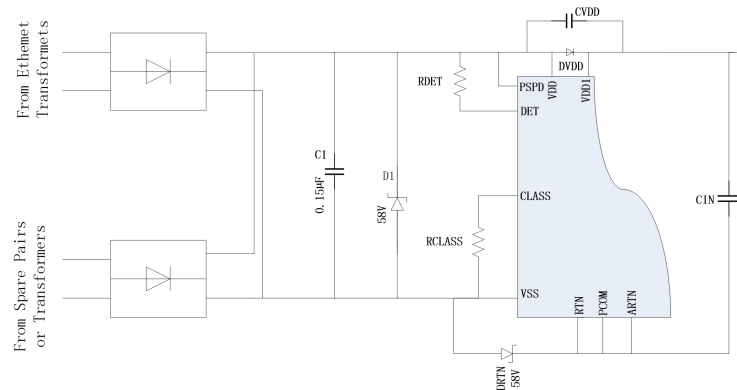 From Ethemet
Transformets
From Spare Pairs
or Transformers
C1
0.15μF
D1
58V
RDET
RCLASS
CVDD
DVDD
PSPD
VDD
VDD1
DET
CLASS
VSS
RTN
PCOM
ARTN
CIN
DRTN
58V